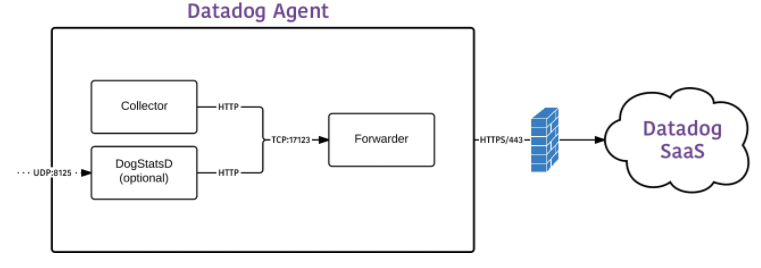 Datadog Agent
Collector
HTTP
TCP:17123
Forwarder
HTTPS/443
Datadog
SaaS
UDP:8125
DogStatsD
(optional)
HTTP